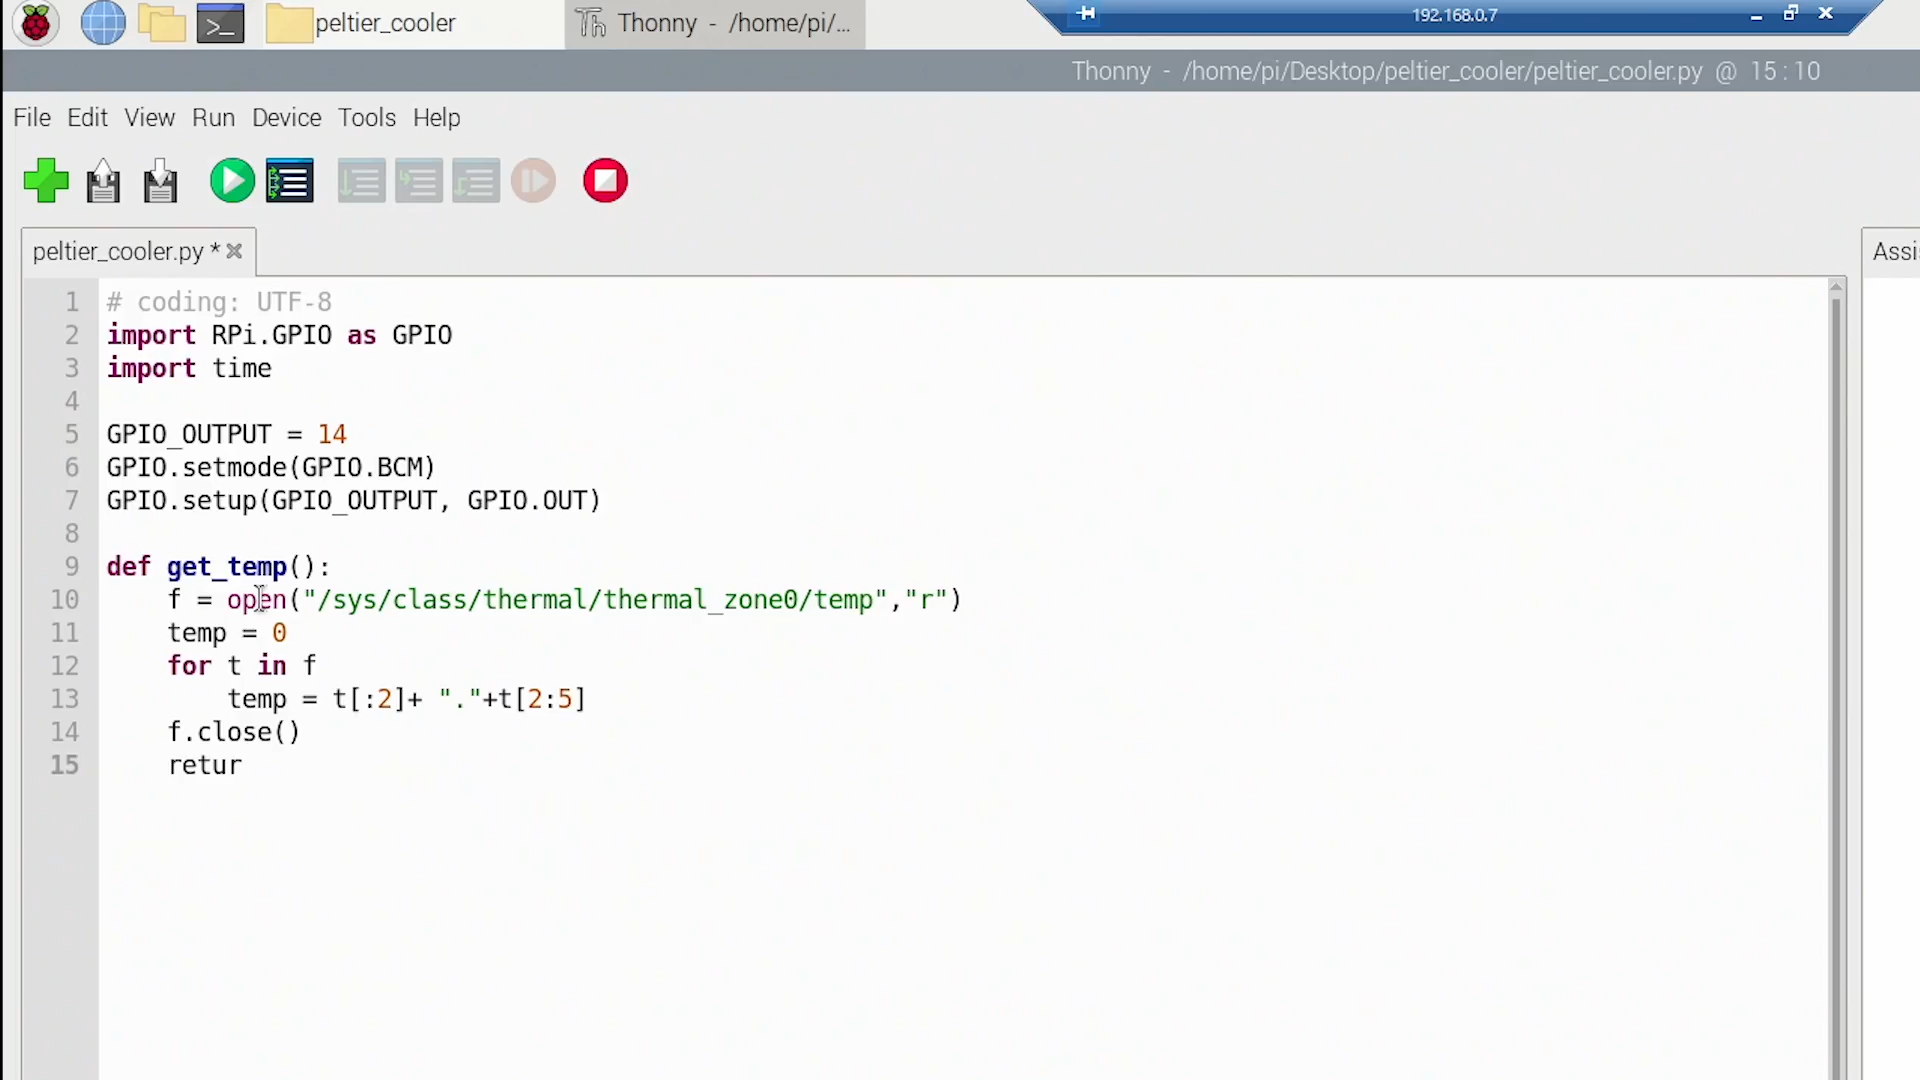 peltier_cooler
Thonny - /home/pi/...
192.168.0.7
Thonny - /home/pi/Desktop/peltier_cooler/peltier_cooler.py @ 15:10
File Edit View Run Device Tools Help
peltier_cooler.py *
Assi
1 # coding: UTF-8
2 import RPi.GPIO as GPIO
3 import time
4
5 GPIO_OUTPUT = 14
6 GPIO.setmode(GPIO.BCM)
7 GPIO.setup(GPIO_OUTPUT, GPIO.OUT)
8
9 def get_temp():
10 f = open("/sys/class/thermal/thermal_zone0/temp","r")
11 temp = 0
12 for t in f
13 temp = t[:2]+ "."+t[2:5]
14 f.close()
15 retur